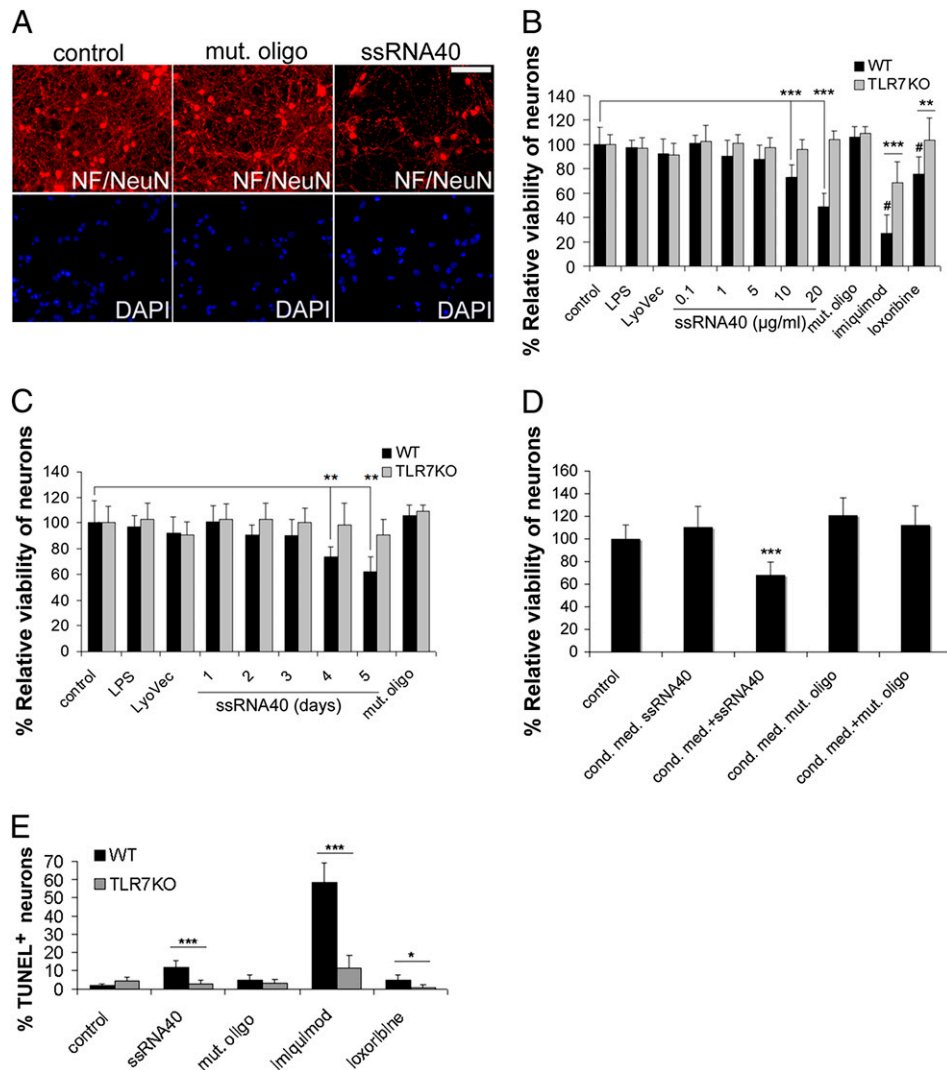 A
control mut. oligo ssRNA40
NF/NeuN NF/NeuN NF/NeuN
DAPI DAPI DAPI
B
% Relative viability of neurons
WT
TLR7KO
140
120
100
80
60
40
20
0
*** ***
# *** # **
control LPS LyoVec 0.1 1 5 10 20 mut. oligo imiquimod loxoribine
ssRNA40 (µg/ml)
C
% Relative viability of neurons
WT
TLR7KO
140
120
100
80
60
40
20
0
** **
control LPS LyoVec 1 2 3 4 5 mut. oligo
ssRNA40 (days)
D
% Relative viability of neurons
160
140
120
100
80
60
40
20
0
***
control cond. med. ssRNA40 cond. med.+ssRNA40 cond. med. mut. oligo cond. med.+mut. oligo
E
% TUNEL+ neurons
WT
TLR7KO
70
60
50
40
30
20
10
0
*** *** *
control ssRNA40 mut. oligo imiquimod loxoribine